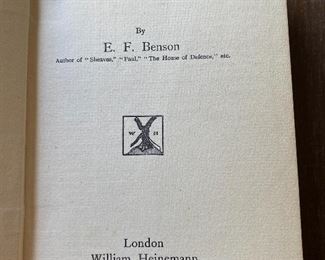 By
E. F. Benson
Author of "Sheaves," "Paul," "The House of Defence," etc.
W H
London
William Heinemann